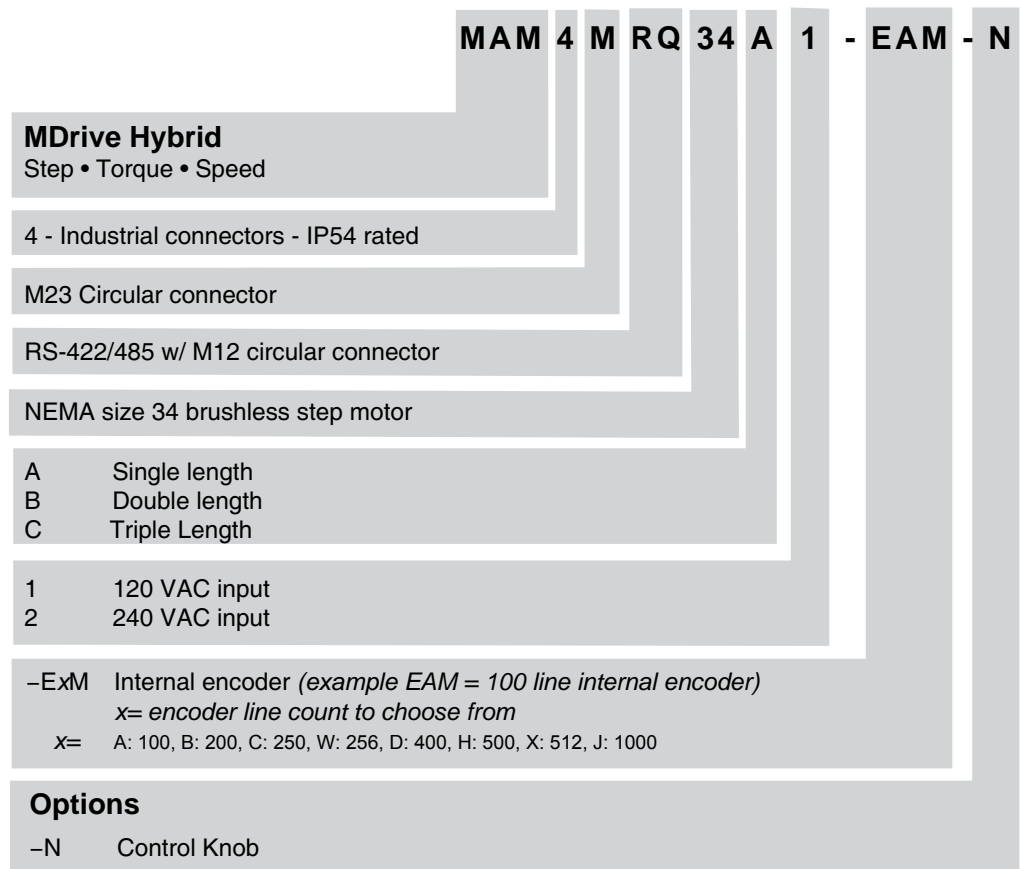 MAM 4 M RQ 34 A 1 - EAM - N
MDrive Hybrid
Step • Torque • Speed
4 - Industrial connectors - IP54 rated
M23 Circular connector
RS-422/485 w/ M12 circular connector
NEMA size 34 brushless step motor
A Single length
B Double length
C Triple Length
1 120 VAC input
2 240 VAC input
–ExM Internal encoder (example EAM = 100 line internal encoder)
x= encoder line count to choose from
x= A: 100, B: 200, C: 250, W: 256, D: 400, H: 500, X: 512, J: 1000
Options
–N Control Knob